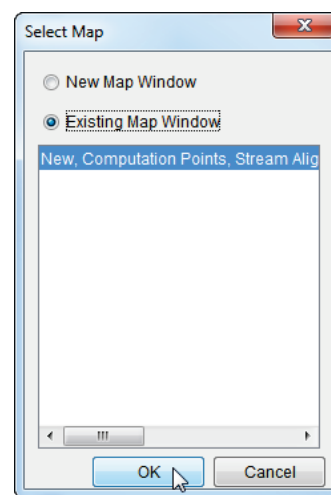 Select Map
New Map Window
Existing Map Window
New, Computation Points, Stream Alig
OK
Cancel